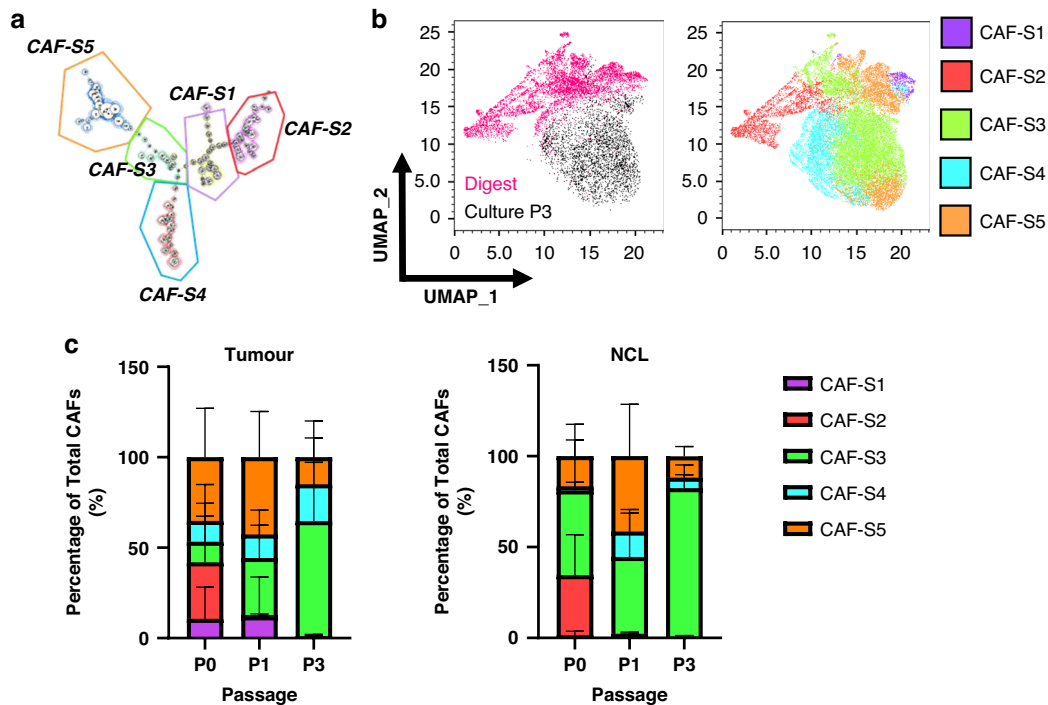 a
CAF-S5
CAF-S1
CAF-S2
CAF-S3
CAF-S4
b
25
20
15
10
5.0
0
Digest
Culture P3
0 5.0 10 15 20
UMAP_2
UMAP_1
25
20
15
10
5.0
0
0 5.0 10 15 20
CAF-S1
CAF-S2
CAF-S3
CAF-S4
CAF-S5
c
Tumour
Percentage of Total CAFs
(%)
150
100
50
0
P0 P1 P3
Passage
NCL
Percentage of Total CAFs
(%)
150
100
50
0
P0 P1 P3
Passage
CAF-S1
CAF-S2
CAF-S3
CAF-S4
CAF-S5